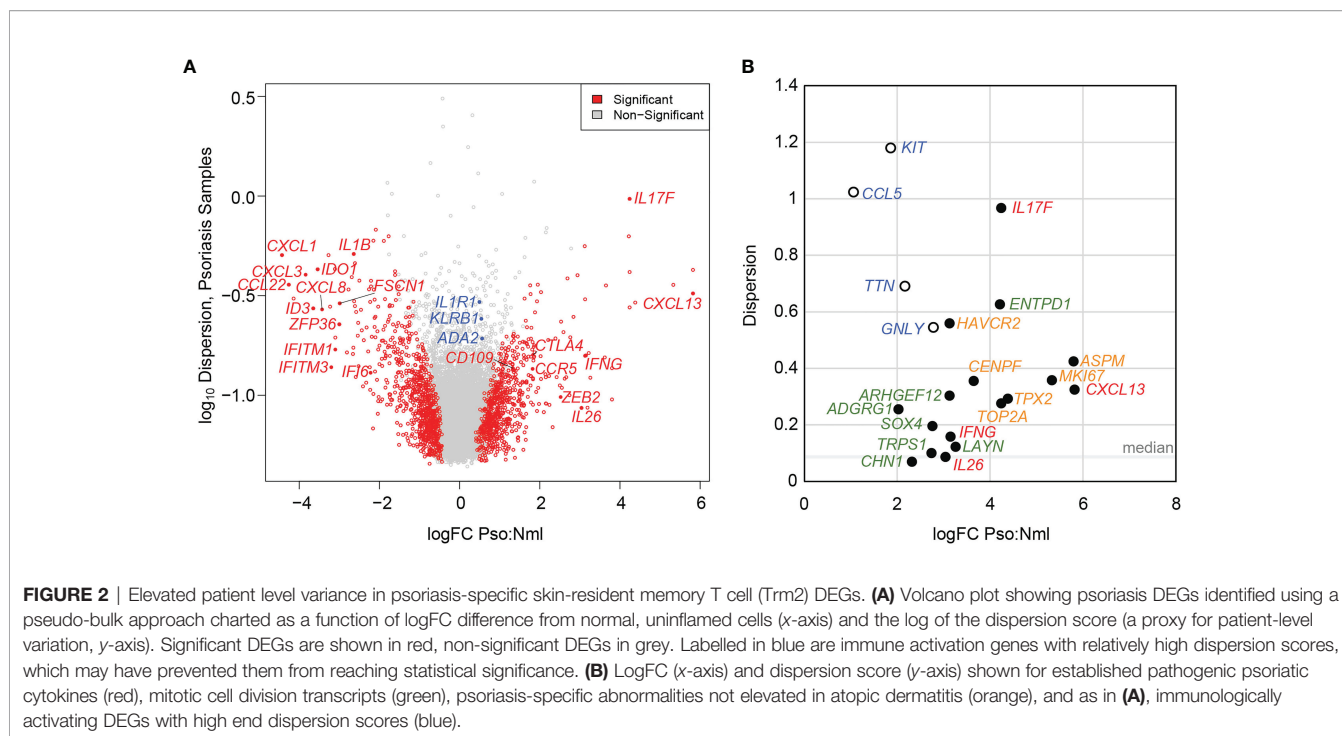 A
B
0.5
0.0
−0.5
−1.0
log10 Dispersion, Psoriasis Samples
Significant
Non−Significant
IL17F
CXCL1
IL1B
CXCL3
IDO1
CCL22
CXCL8
FSCN1
ID3
ZFP36
IFITM1
IFITM3
IFI6
IL1R1
KLRB1
ADA2
CD109
CTLA4
CCR5
IFNG
ZEB2
IL26
CXCL13
−4
−2
0
2
4
6
logFC Pso:Nml
1.4
1.2
1
0.8
0.6
0.4
0.2
0
Dispersion
KIT
CCL5
IL17F
TTN
ENTPD1
GNLY
HAVCR2
ASPM
CENPF
MKI67
CXCL13
ARHGEF12
TPX2
ADGRG1
TOP2A
SOX4
IFNG
TRPS1
LAYN
CHN1
IL26
median
0
2
4
6
8
logFC Pso:Nml
FIGURE 2 | Elevated patient level variance in psoriasis-specific skin-resident memory T cell (Trm2) DEGs. (A) Volcano plot showing psoriasis DEGs identified using a
pseudo-bulk approach charted as a function of logFC difference from normal, uninflamed cells (x-axis) and the log of the dispersion score (a proxy for patient-level
variation, y-axis). Significant DEGs are shown in red, non-significant DEGs in grey. Labelled in blue are immune activation genes with relatively high dispersion scores,
which may have prevented them from reaching statistical significance. (B) LogFC (x-axis) and dispersion score (y-axis) shown for established pathogenic psoriatic
cytokines (red), mitotic cell division transcripts (green), psoriasis-specific abnormalities not elevated in atopic dermatitis (orange), and as in (A), immunologically
activating DEGs with high end dispersion scores (blue).